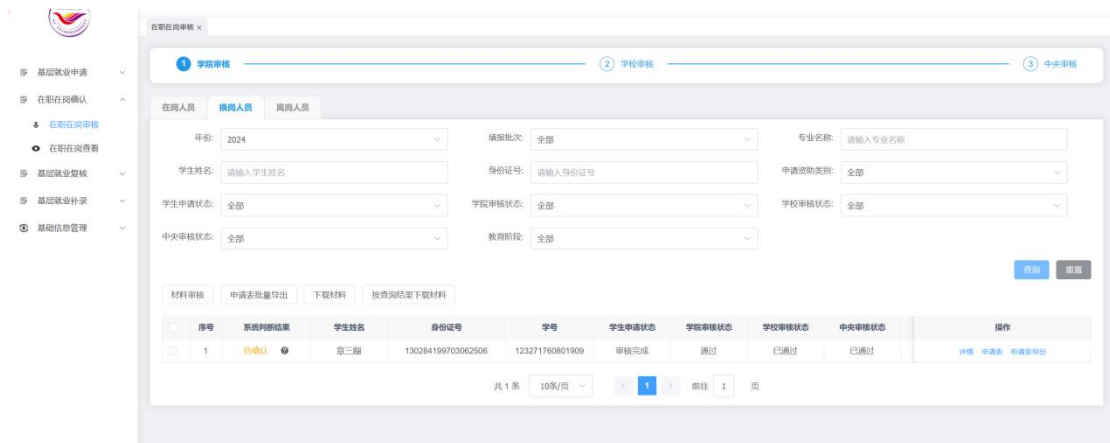 在职在岗审核 ×
1 学院审核
2 学校审核
3 中央审核
基层就业申请
在职在岗确认
在职在岗审核
在职在岗查看
基层就业复核
基层就业补录
基础信息管理
在岗人员 换岗人员 离岗人员
年份: 2024 填报批次: 全部 专业名称: 请输入专业名称
学生姓名: 请输入学生姓名 身份证号: 请输入身份证号 申请资助类别: 全部
学生申请状态: 全部 学院审核状态: 全部 学校审核状态: 全部
中央审核状态: 全部 教育阶段: 全部
查询 重置
材料审核 申请表批量导出 下载材料 按查询结果下载材料
序号 系统判断结果 学生姓名 身份证号 学号 学生申请状态 学院审核状态 学校审核状态 中央审核状态 操作
1 待确认 章三 130284199703062506 123271760801909 审核完成 通过 已通过 已通过 详情 申请表 申请表导出
共 1 条 10条/页 1 前往 1 页